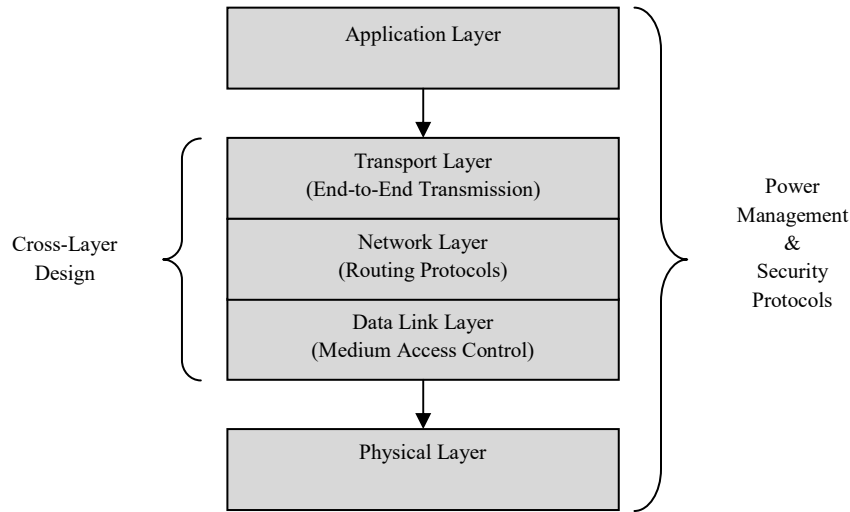 Application Layer
Transport Layer
(End-to-End Transmission)
Network Layer
(Routing Protocols)
Data Link Layer
(Medium Access Control)
Physical Layer
Cross-Layer
Design
Power
Management
&
Security
Protocols